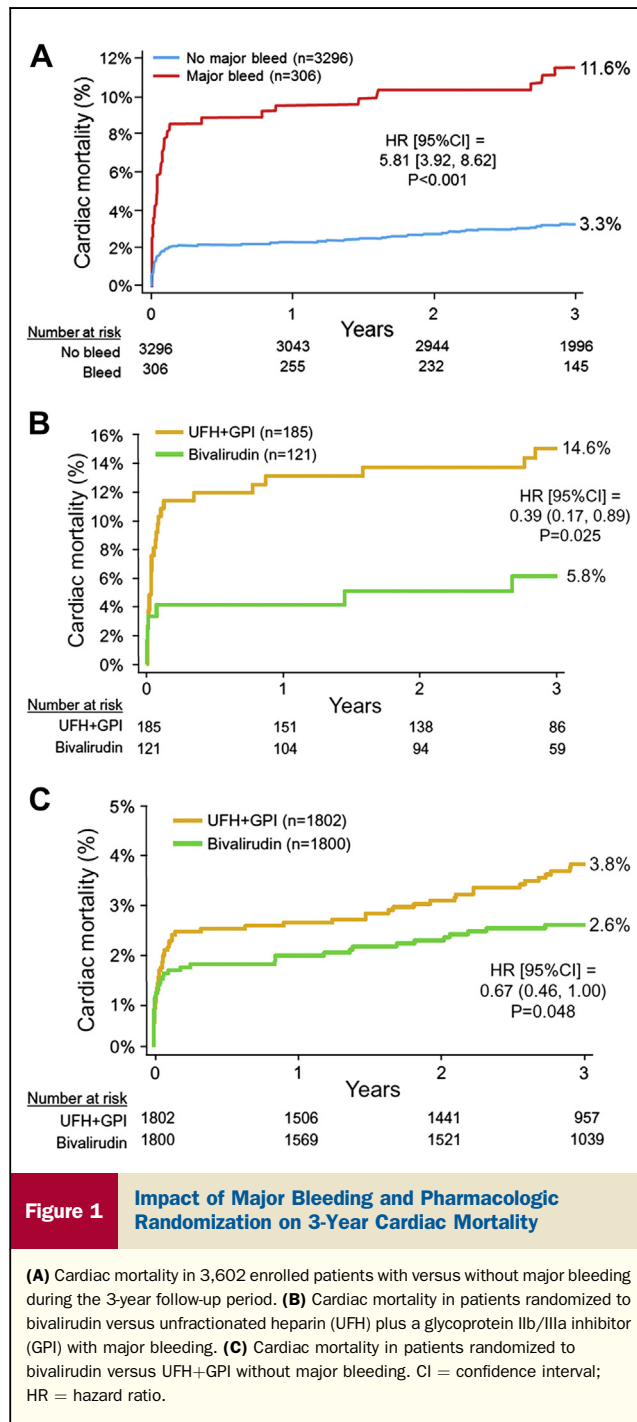 A
Cardiac mortality (%)
12%
10%
8%
6%
4%
2%
0%
No major bleed (n=3296)
Major bleed (n=306)
11.6%
HR [95%CI] =
5.81 [3.92, 8.62]
P<0.001
3.3%
0 1 2 3
Years
Number at risk
No bleed 3296 3043 2944 1996
Bleed 306 255 232 145
B
Cardiac mortality (%)
16%
14%
12%
10%
8%
6%
4%
2%
0%
UFH+GPI (n=185)
Bivalirudin (n=121)
14.6%
HR [95%CI] =
0.39 (0.17, 0.89)
P=0.025
5.8%
0 1 2 3
Years
Number at risk
UFH+GPI 185 151 138 86
Bivalirudin 121 104 94 59
C
Cardiac mortality (%)
5%
4%
3%
2%
1%
0%
UFH+GPI (n=1802)
Bivalirudin (n=1800)
3.8%
2.6%
HR [95%CI] =
0.67 (0.46, 1.00)
P=0.048
0 1 2 3
Years
Number at risk
UFH+GPI 1802 1506 1441 957
Bivalirudin 1800 1569 1521 1039
Figure 1
Impact of Major Bleeding and Pharmacologic
Randomization on 3-Year Cardiac Mortality
(A) Cardiac mortality in 3,602 enrolled patients with versus without major bleeding
during the 3-year follow-up period. (B) Cardiac mortality in patients randomized to
bivalirudin versus unfractionated heparin (UFH) plus a glycoprotein IIb/IIIa inhibitor
(GPI) with major bleeding. (C) Cardiac mortality in patients randomized to
bivalirudin versus UFH+GPI without major bleeding. CI = confidence interval;
HR = hazard ratio.